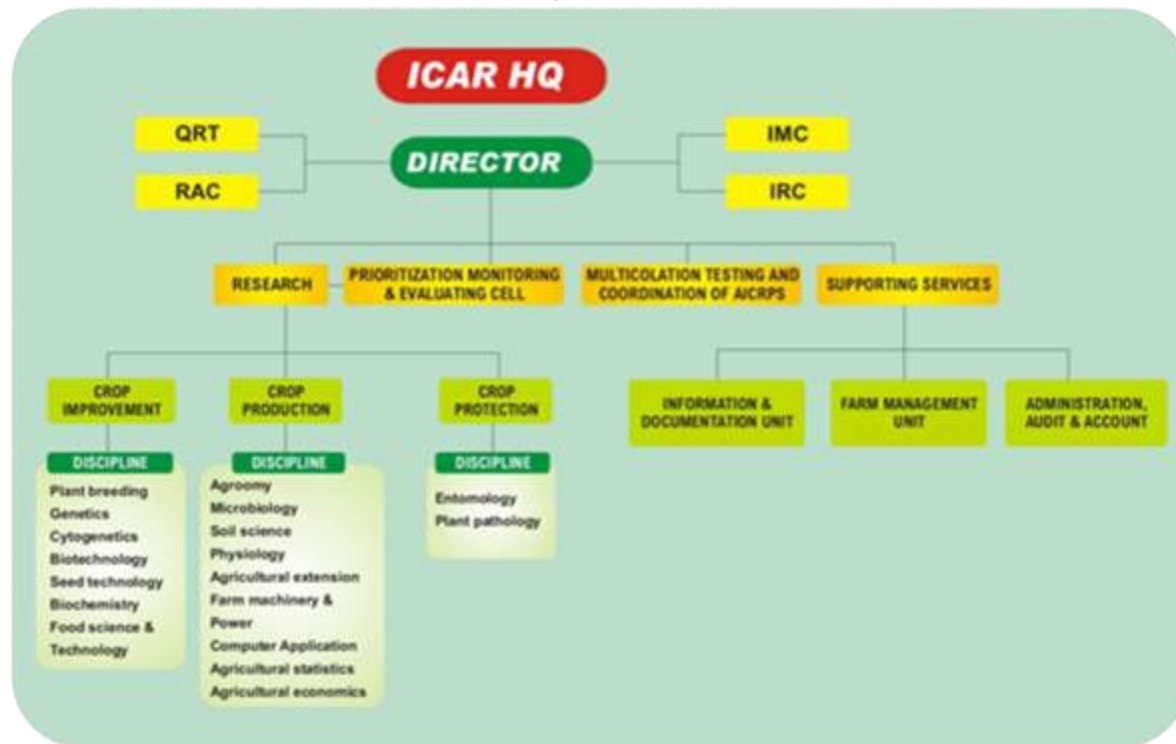 ICAR HQ
QRT
IMC
DIRECTOR
RAC
IRC
RESEARCH
PRIORITIZATION MONITORING
& EVALUATING CELL
MULTICOLATION TESTING AND
COORDINATION OF AICRPS
SUPPORTING SERVICES
CROP
IMPROVEMENT
CROP
PRODUCTION
CROP
PROTECTION
INFORMATION &
DOCUMENTATION UNIT
FARM MANAGEMENT
UNIT
ADMINISTRATION,
AUDIT & ACCOUNT
DISCIPLINE
Plant breeding
Genetics
Cytogenetics
Biotechnology
Seed technology
Biochemistry
Food science &
Technology
DISCIPLINE
Agroomy
Microbiology
Soil science
Physiology
Agricultural extension
Farm machinery &
Power
Computer Application
Agricultural statistics
Agricultural economics
DISCIPLINE
Entomology
Plant pathology